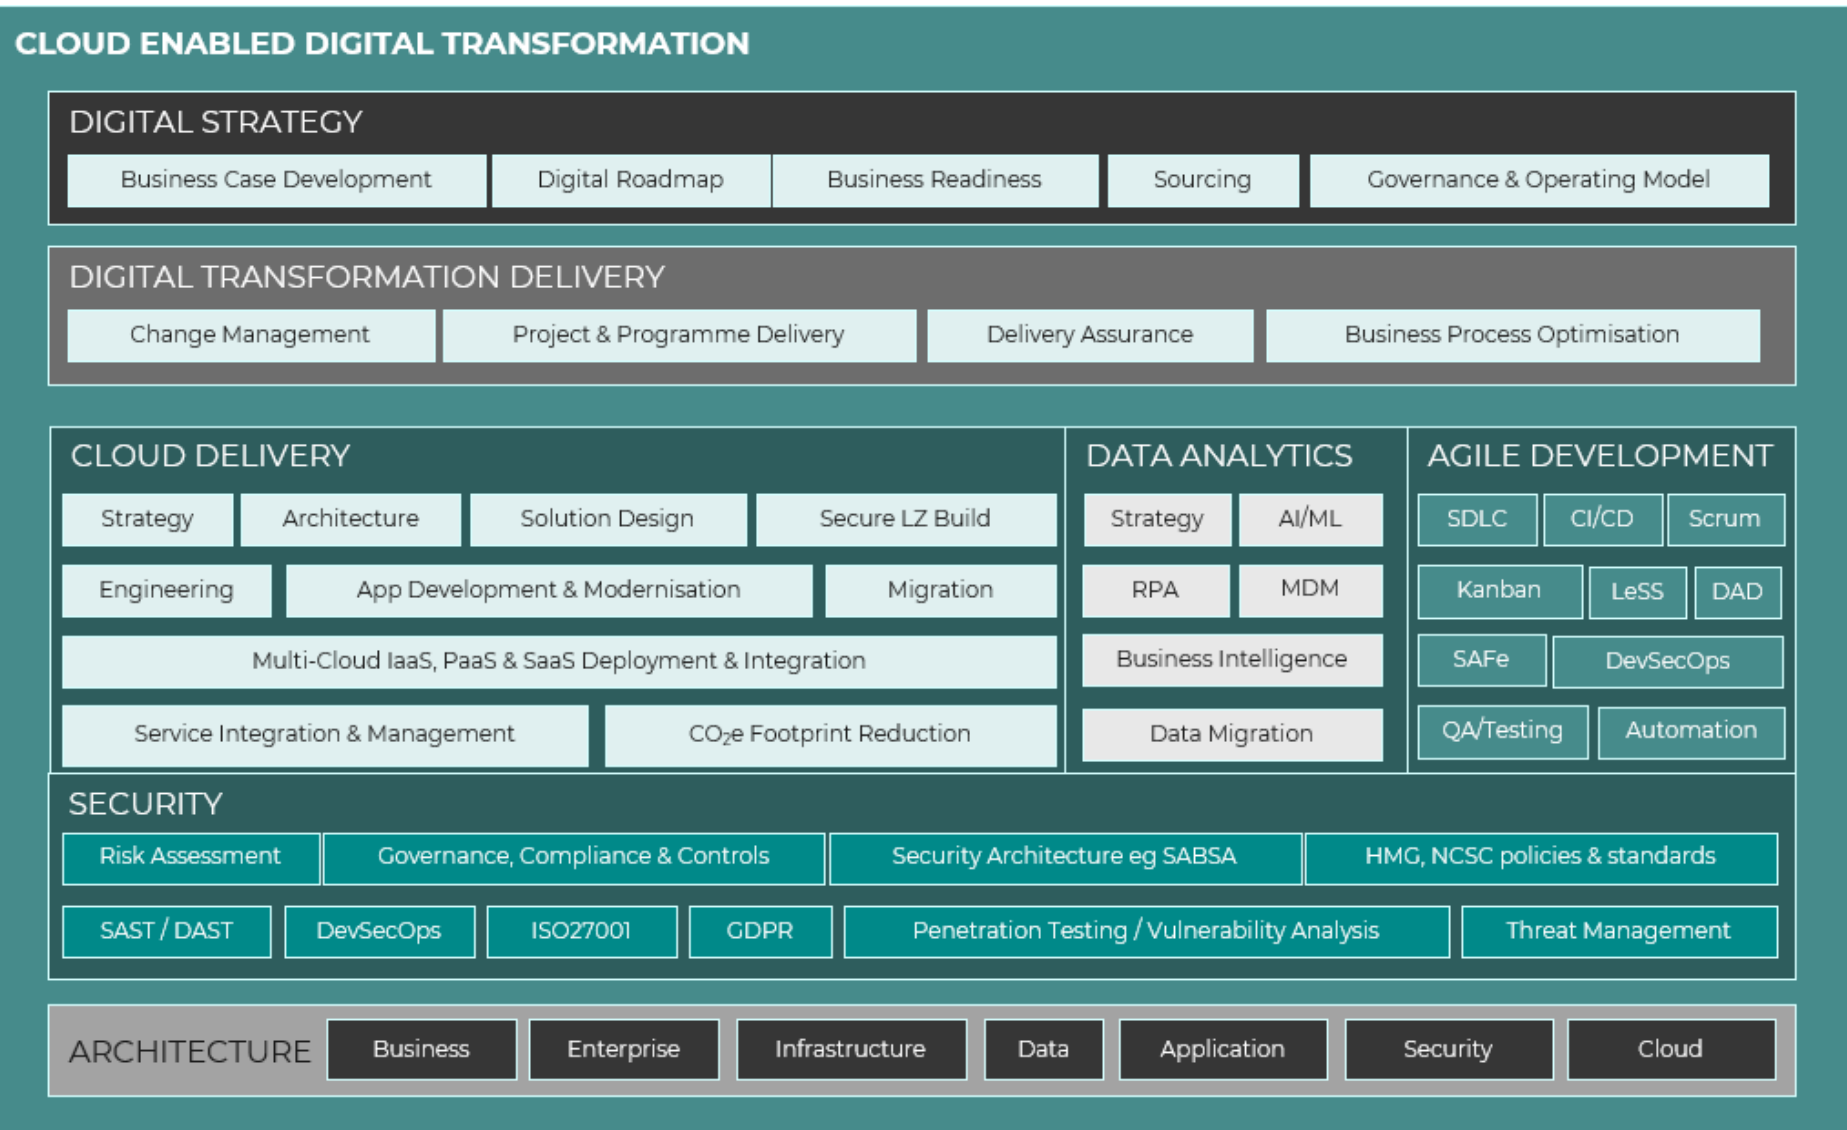 CLOUD ENABLED DIGITAL TRANSFORMATION
DIGITAL STRATEGY
Business Case Development
Digital Roadmap
Business Readiness
Sourcing
Governance & Operating Model
DIGITAL TRANSFORMATION DELIVERY
Change Management
Project & Programme Delivery
Delivery Assurance
Business Process Optimisation
CLOUD DELIVERY
Strategy
Architecture
Solution Design
Secure LZ Build
Engineering
App Development & Modernisation
Migration
Multi-Cloud IaaS, PaaS & SaaS Deployment & Integration
Service Integration & Management
CO₂e Footprint Reduction
DATA ANALYTICS
Strategy
AI/ML
RPA
MDM
Business Intelligence
Data Migration
AGILE DEVELOPMENT
SDLC
CI/CD
Scrum
Kanban
LeSS
DAD
SAFe
DevSecOps
QA/Testing
Automation
SECURITY
Risk Assessment
Governance, Compliance & Controls
Security Architecture eg SABSA
HMG, NCSC policies & standards
SAST / DAST
DevSecOps
ISO27001
GDPR
Penetration Testing / Vulnerability Analysis
Threat Management
ARCHITECTURE
Business
Enterprise
Infrastructure
Data
Application
Security
Cloud